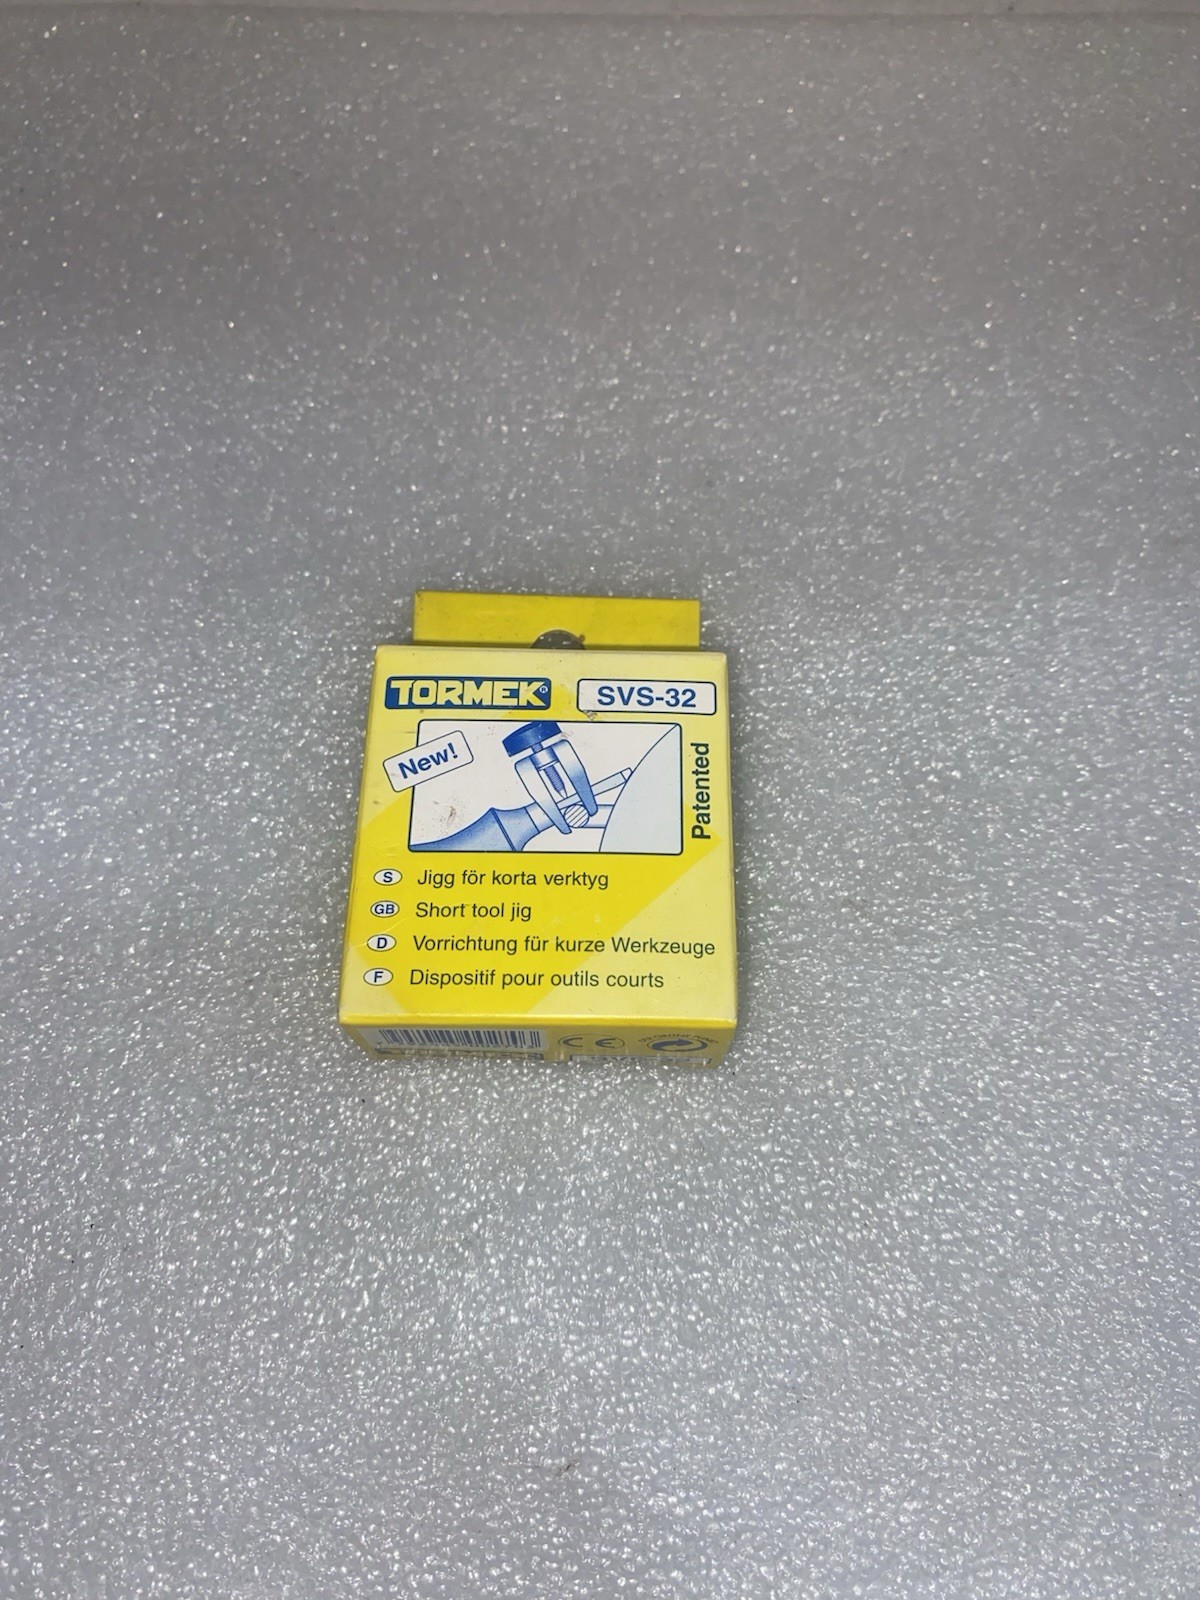 TORMEK®
SVS-32
New!
Patented
S Jigg för korta verktyg
GB Short tool jig
D Vorrichtung für kurze Werkzeuge
F Dispositif pour outils courts
CE